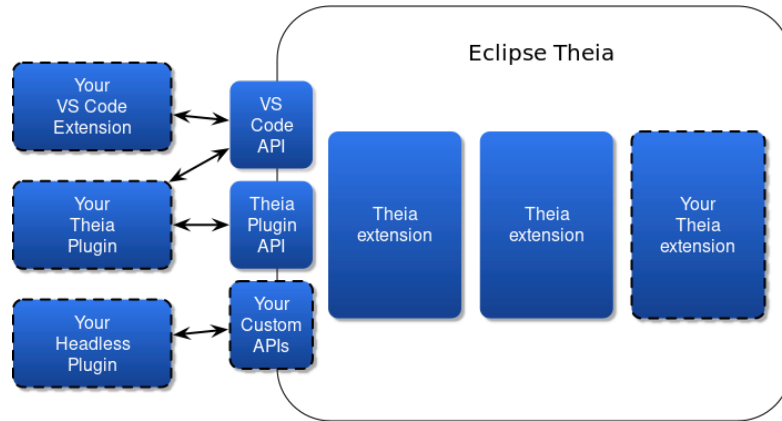 Eclipse Theia
Your
VS Code
Extension
VS
Code
API
Your
Theia
Plugin
Theia
Plugin
API
Your
Headless
Plugin
Your
Custom
APIs
Theia
extension
Theia
extension
Your
Theia
extension